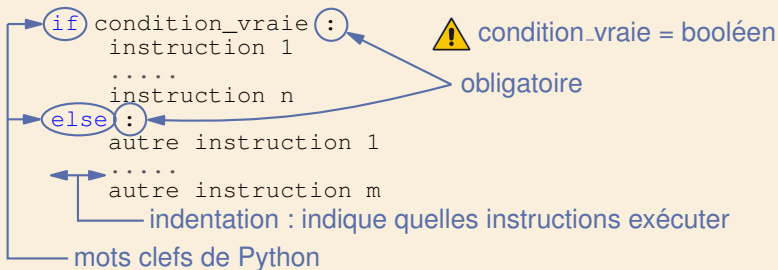 if condition_vraie :
condition_vraie = booléen
instruction 1
.....
obligatoire
instruction n
else :
autre instruction 1
.....
autre instruction m
indentation : indique quelles instructions exécuter
mots clefs de Python